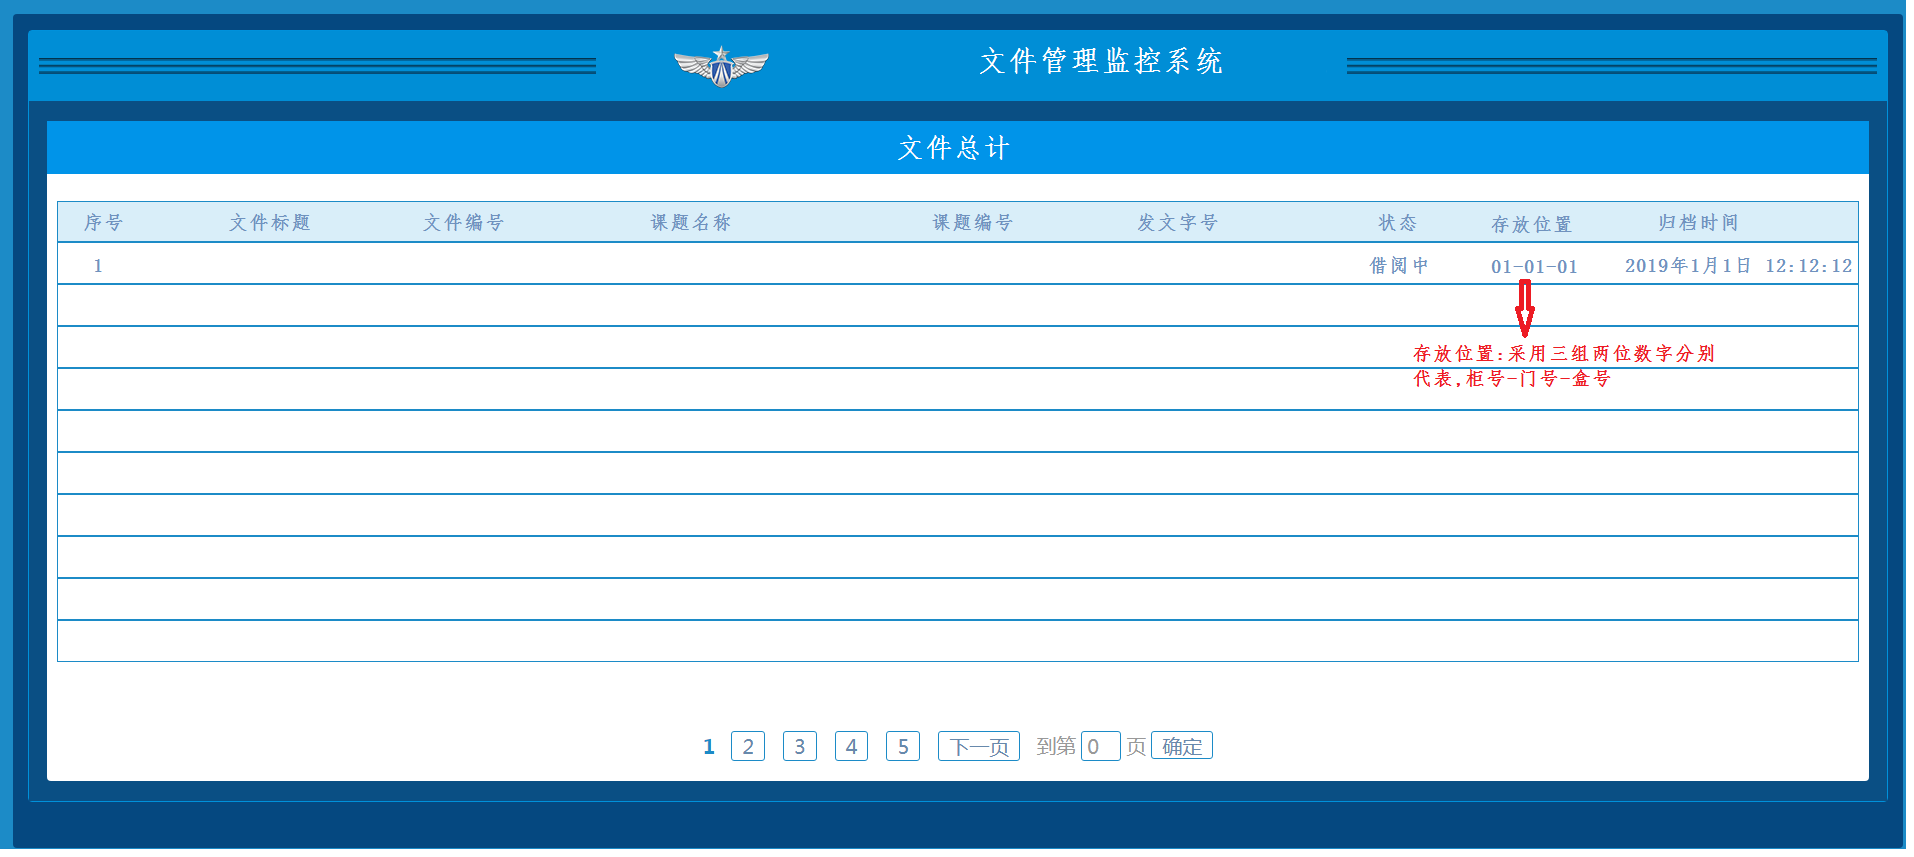 文件管理监控系统
文件总计
序号 文件标题 文件编号 课题名称 课题编号 发文字号 状态 存放位置 归档时间
1 借阅中 01-01-01 2019年1月1日 12:12:12
存放位置:采用三组两位数字分别
代表,柜号-门号-盒号
1 2 3 4 5 下一页 到第 0 页 确定